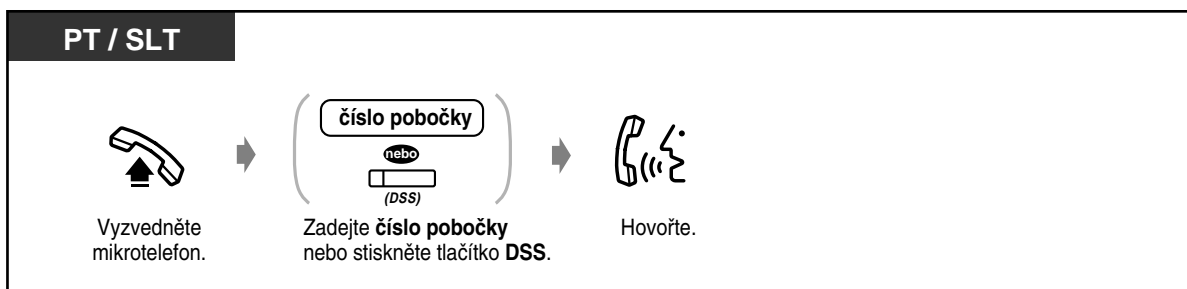 PT / SLT
číslo pobočky
nebo
(DSS)
Vyzvedněte
mikrotelefon.
Zadejte číslo pobočky
nebo stiskněte tlačítko DSS.
Hovořte.